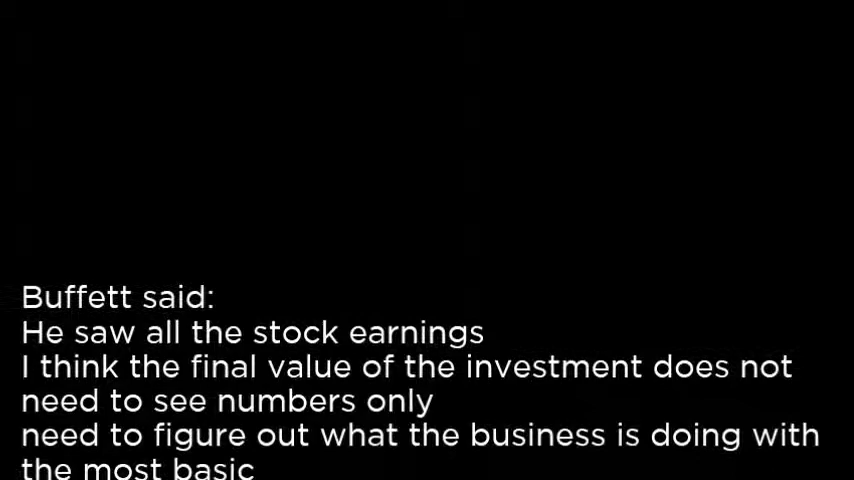 Buffett said:
He saw all the stock earnings
I think the final value of the investment does not
need to see numbers only
need to figure out what the business is doing with
the most basic